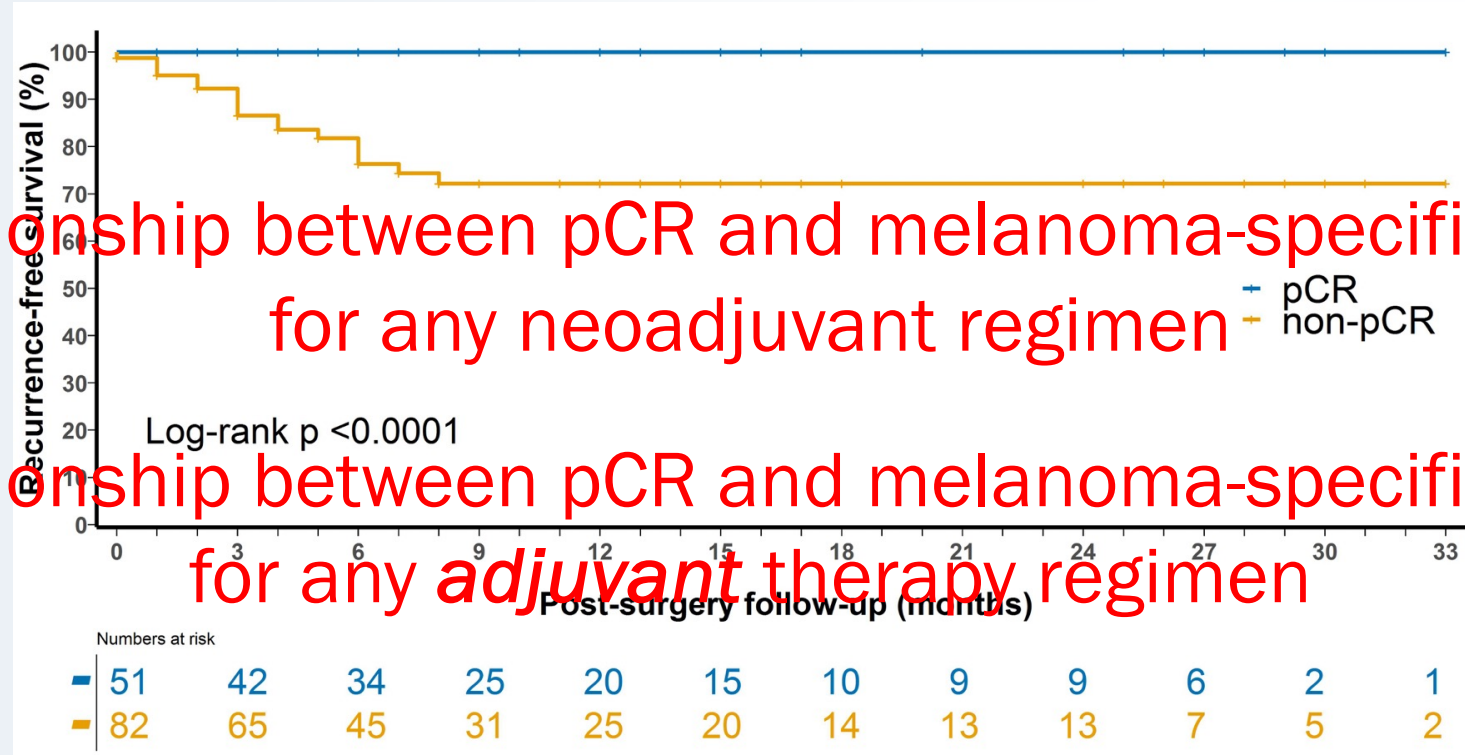 Recurrence-free survival (%)
100
90
80
70
60
50
40
30
20
10
0
onship between pCR and melanoma-specifi
for any neoadjuvant regimen
pCR
non-pCR
Log-rank p <0.0001
onship between pCR and melanoma-specifi
0 3 6 9 12 15 18 21 24 27 30 33
for any adjuvant therapy regimen
Post-surgery follow-up (months)
Numbers at risk
51 42 34 25 20 15 10 9 9 6 2 1
82 65 45 31 25 20 14 13 13 7 5 2